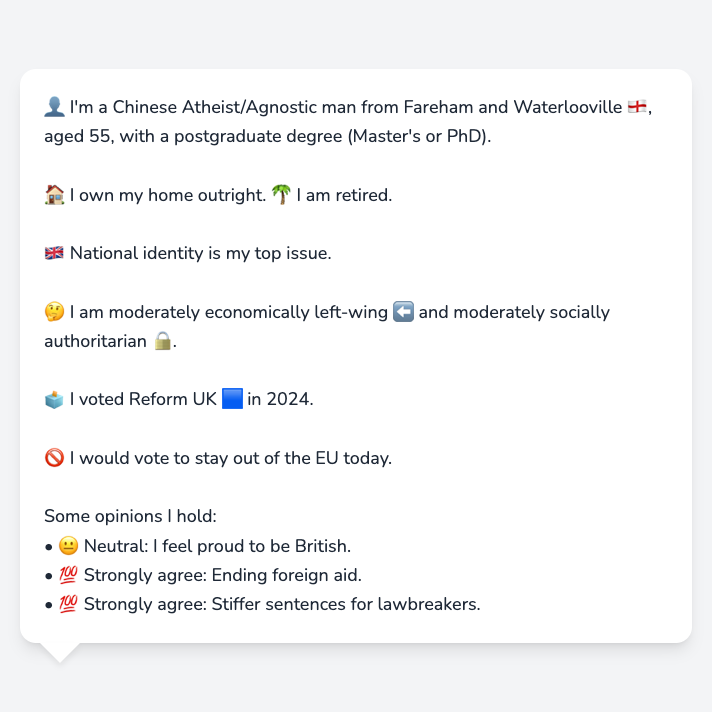 👤 I'm a Chinese Atheist/Agnostic man from Fareham and Waterlooville 🏴󠁧󠁢󠁥󠁮󠁧󠁿,
aged 55, with a postgraduate degree (Master's or PhD).
🏠 I own my home outright. 🌴 I am retired.
🇬🇧 National identity is my top issue.
🤔 I am moderately economically left-wing ⬅️ and moderately socially
authoritarian 🔒.
🗳️ I voted Reform UK 🟦 in 2024.
🚫 I would vote to stay out of the EU today.
Some opinions I hold:
• 😐 Neutral: I feel proud to be British.
• 💯 Strongly agree: Ending foreign aid.
• 💯 Strongly agree: Stiffer sentences for lawbreakers.